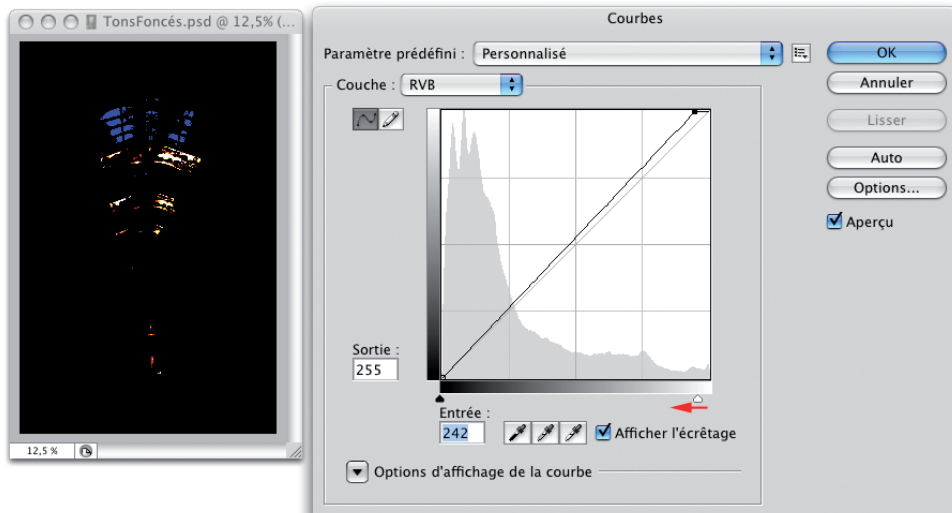 TonsFoncés.psd @ 12,5% (...
12,5 %
Courbes
Paramètre prédéfini : Personnalisé
Couche : RVB
Sortie :
255
Entrée :
242
Afficher l'écrêtage
Options d'affichage de la courbe
OK
Annuler
Lisser
Auto
Options...
Aperçu